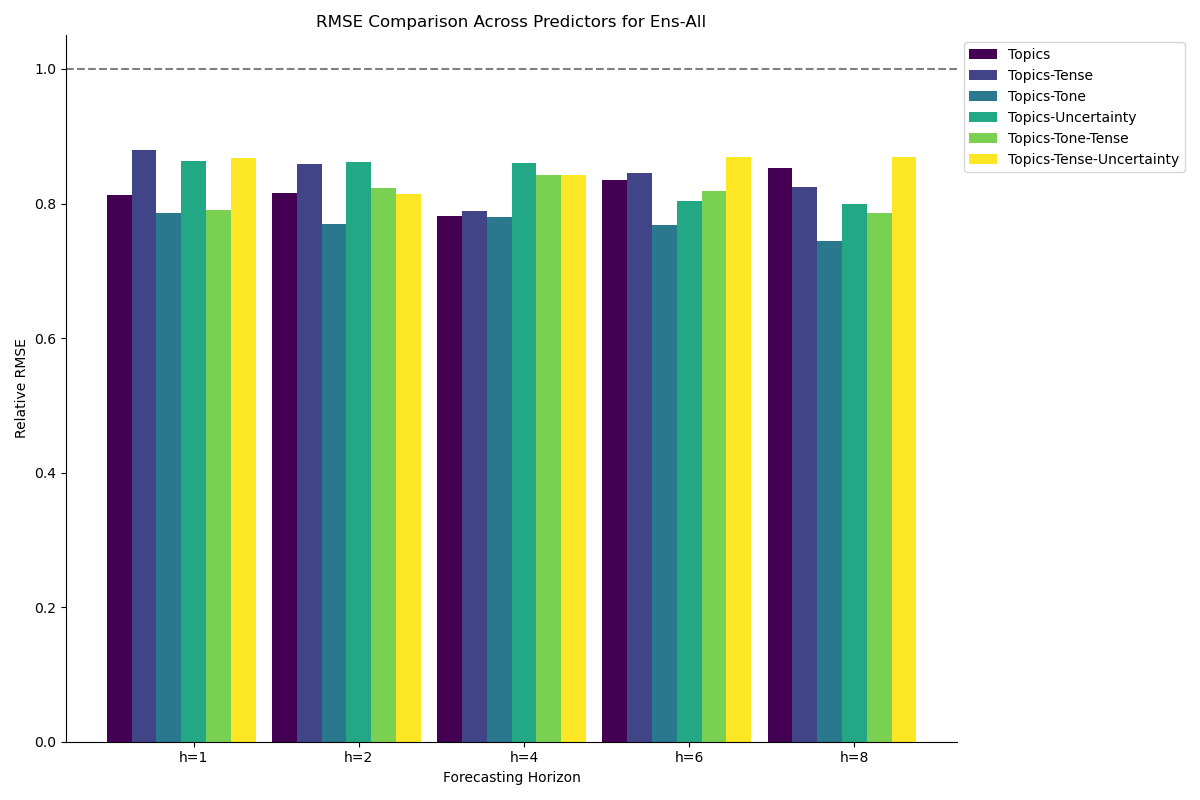 RMSE Comparison Across Predictors for Ens-All
1.0
0.8
0.6
0.4
0.2
0.0
Relative RMSE
h=1
h=2
h=4
h=6
h=8
Forecasting Horizon
Topics
Topics-Tense
Topics-Tone
Topics-Uncertainty
Topics-Tone-Tense
Topics-Tense-Uncertainty